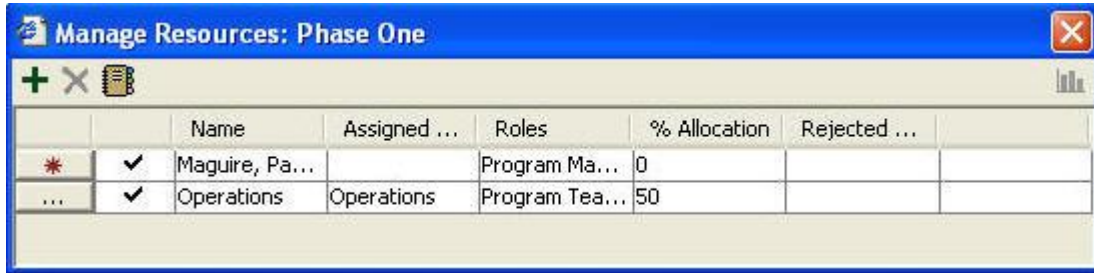 Manage Resources: Phase One
Name Assigned ... Roles % Allocation Rejected ...
Maguire, Pa... Program Ma... 0
... Operations Operations Program Tea... 50